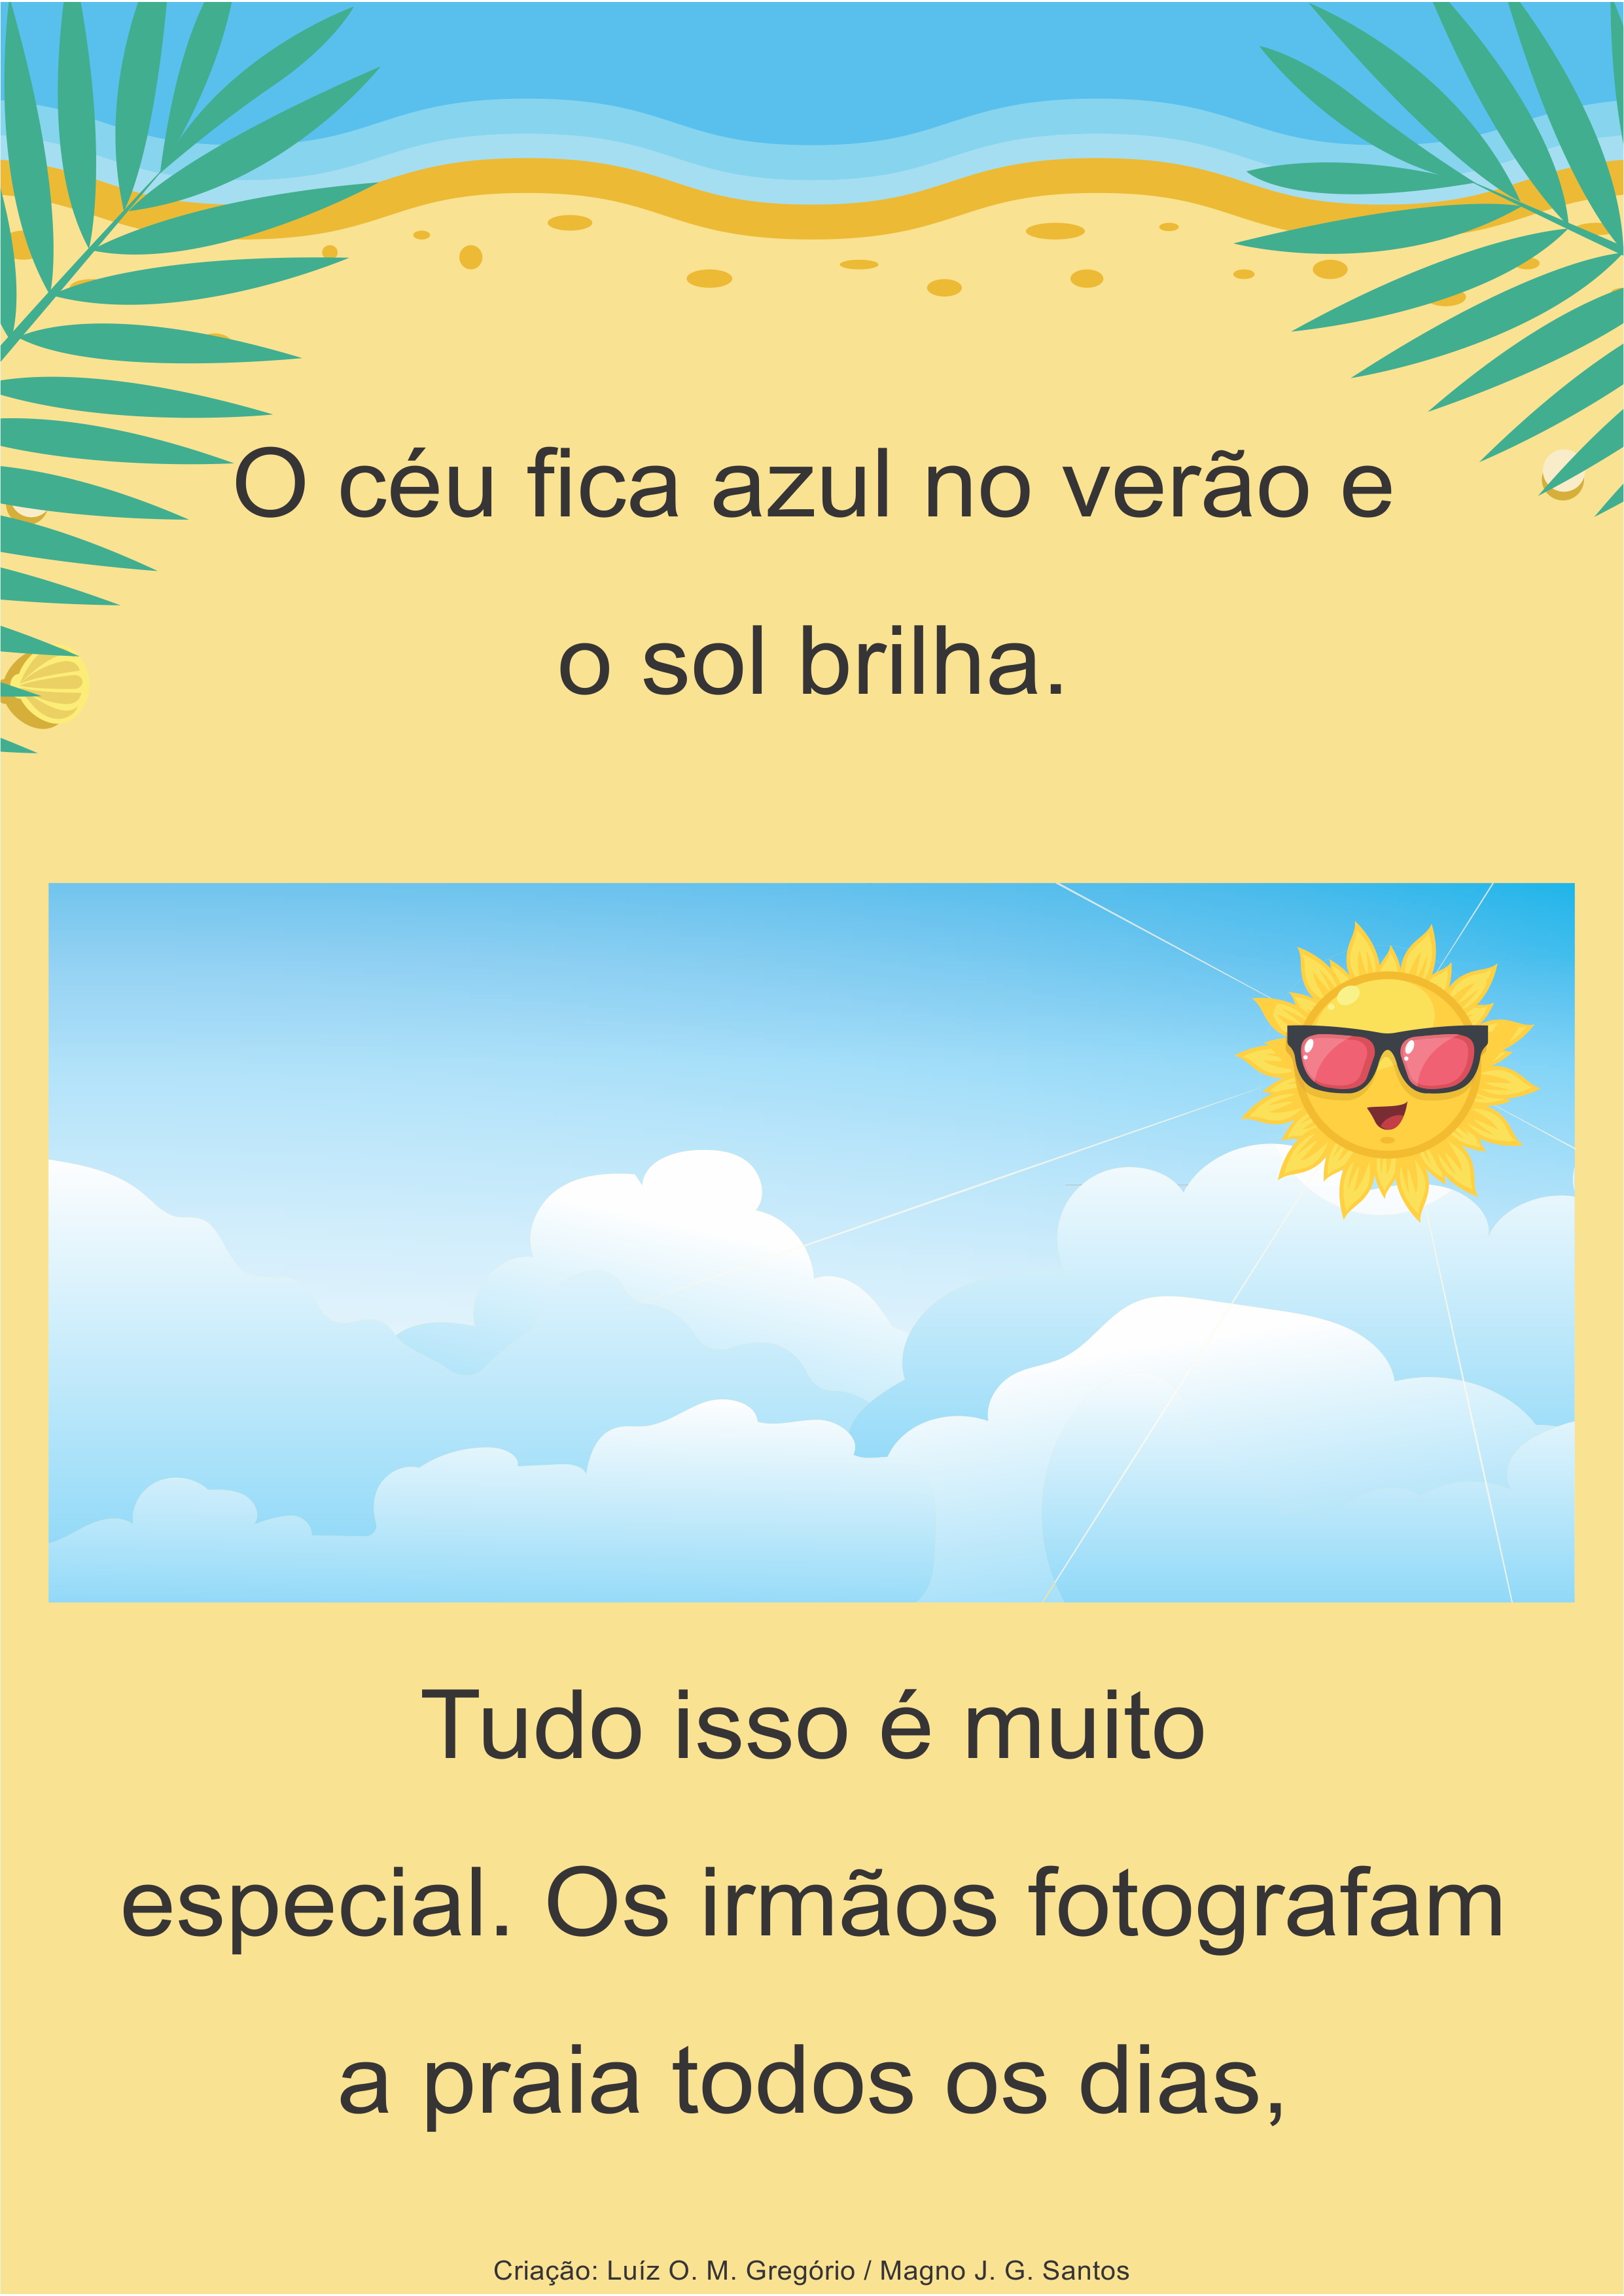 O céu fica azul no verão e
o sol brilha.
Tudo isso é muito
especial. Os irmãos fotografam
a praia todos os dias,
Criação: Luíz O. M. Gregório / Magno J. G. Santos